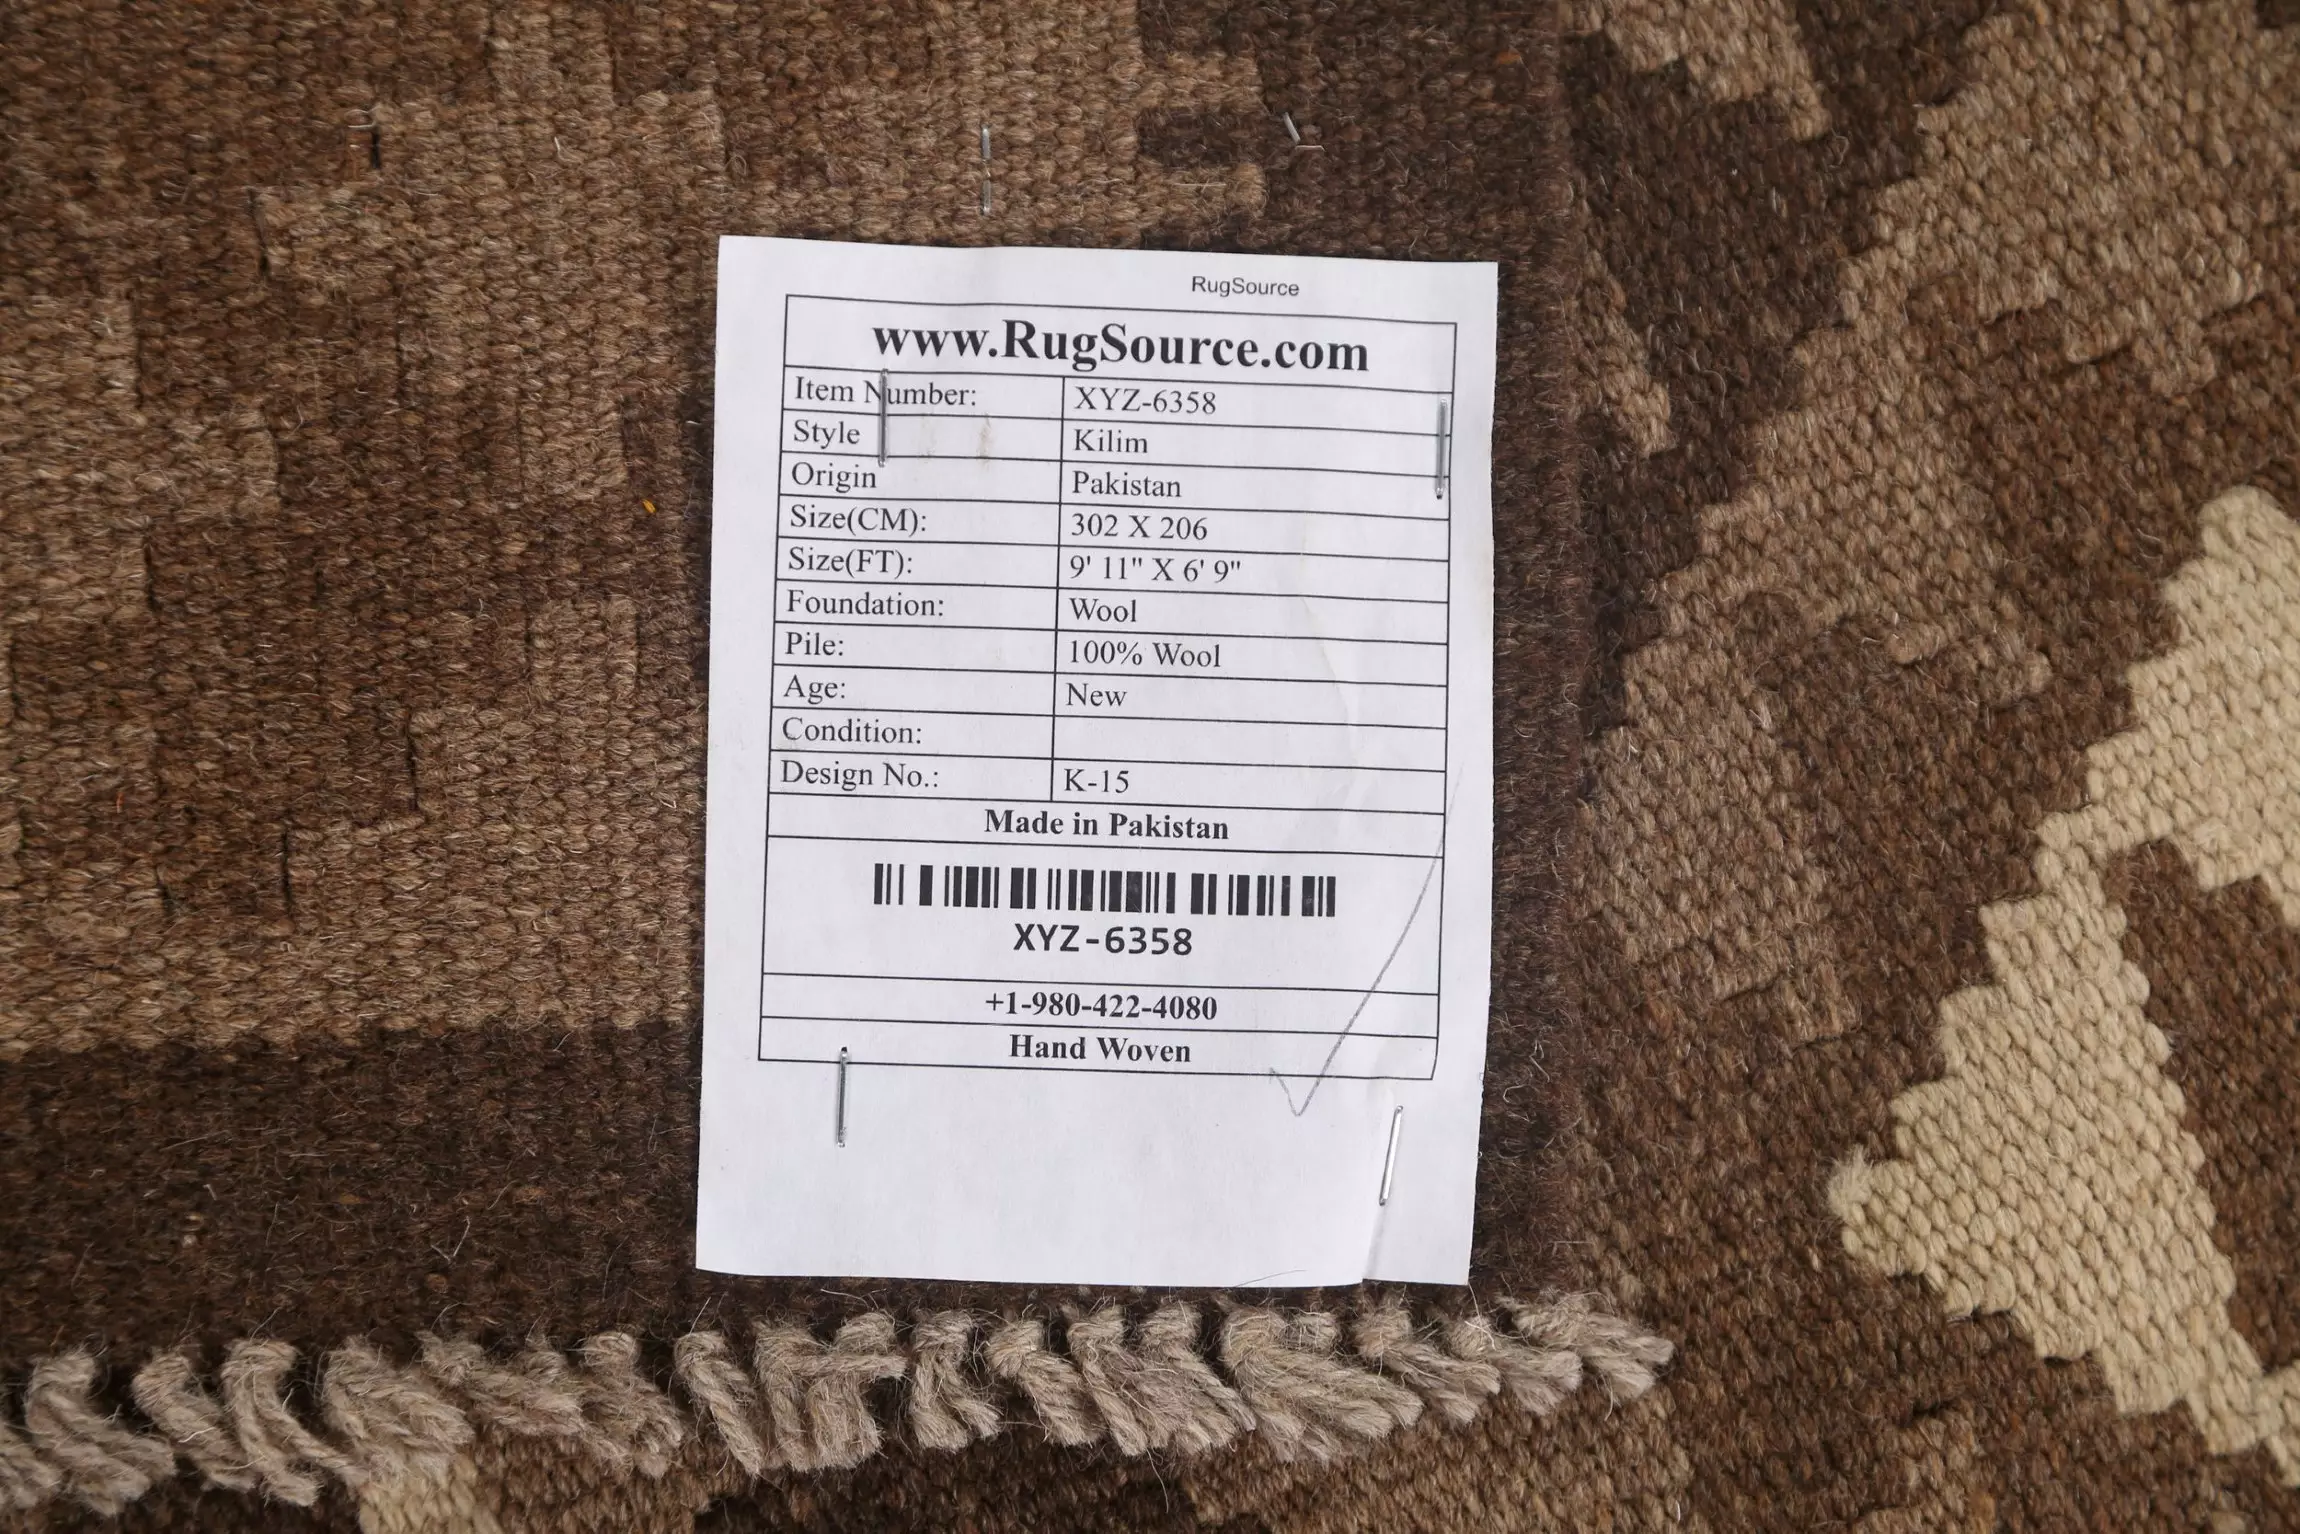 RugSource
www.RugSource.com
Item Number: XYZ-6358
Style Kilim
Origin Pakistan
Size(CM): 302 X 206
Size(FT): 9' 11" X 6' 9"
Foundation: Wool
Pile: 100% Wool
Age: New
Condition:
Design No.: K-15
Made in Pakistan
XYZ-6358
+1-980-422-4080
Hand Woven